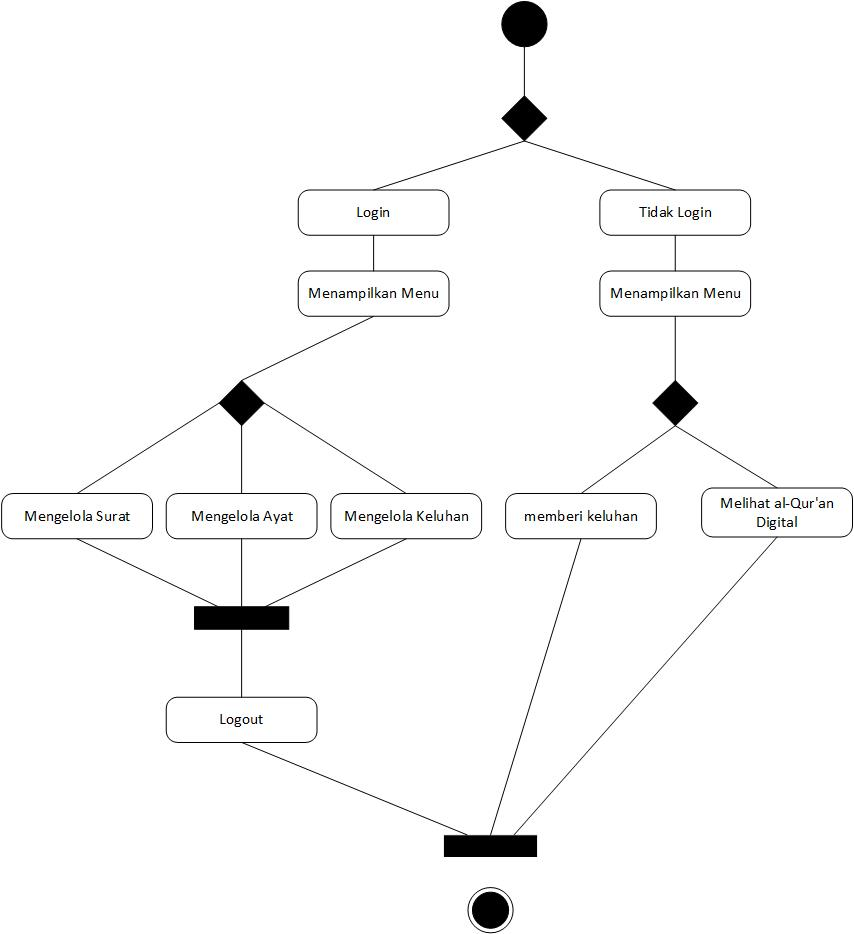 Login
Tidak Login
Menampilkan Menu
Menampilkan Menu
Mengelola Surat
Mengelola Ayat
Mengelola Keluhan
memberi keluhan
Melihat al-Qur'an
Digital
Logout